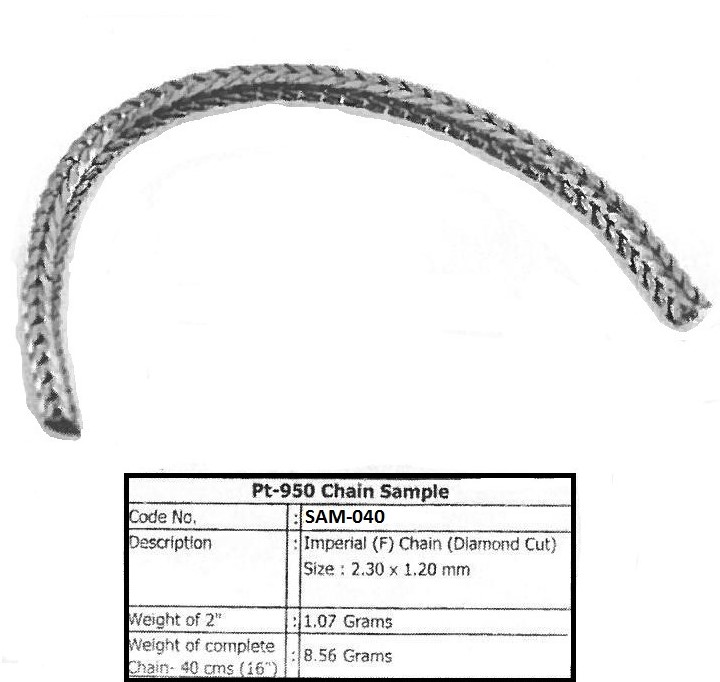 Pt-950 Chain Sample
Code No. : SAM-040
Description : Imperial (F) Chain (Diamond Cut)
Size : 2.30 x 1.20 mm
Weight of 2" : 1.07 Grams
Weight of complete
Chain- 40 cms (16") : 8.56 Grams